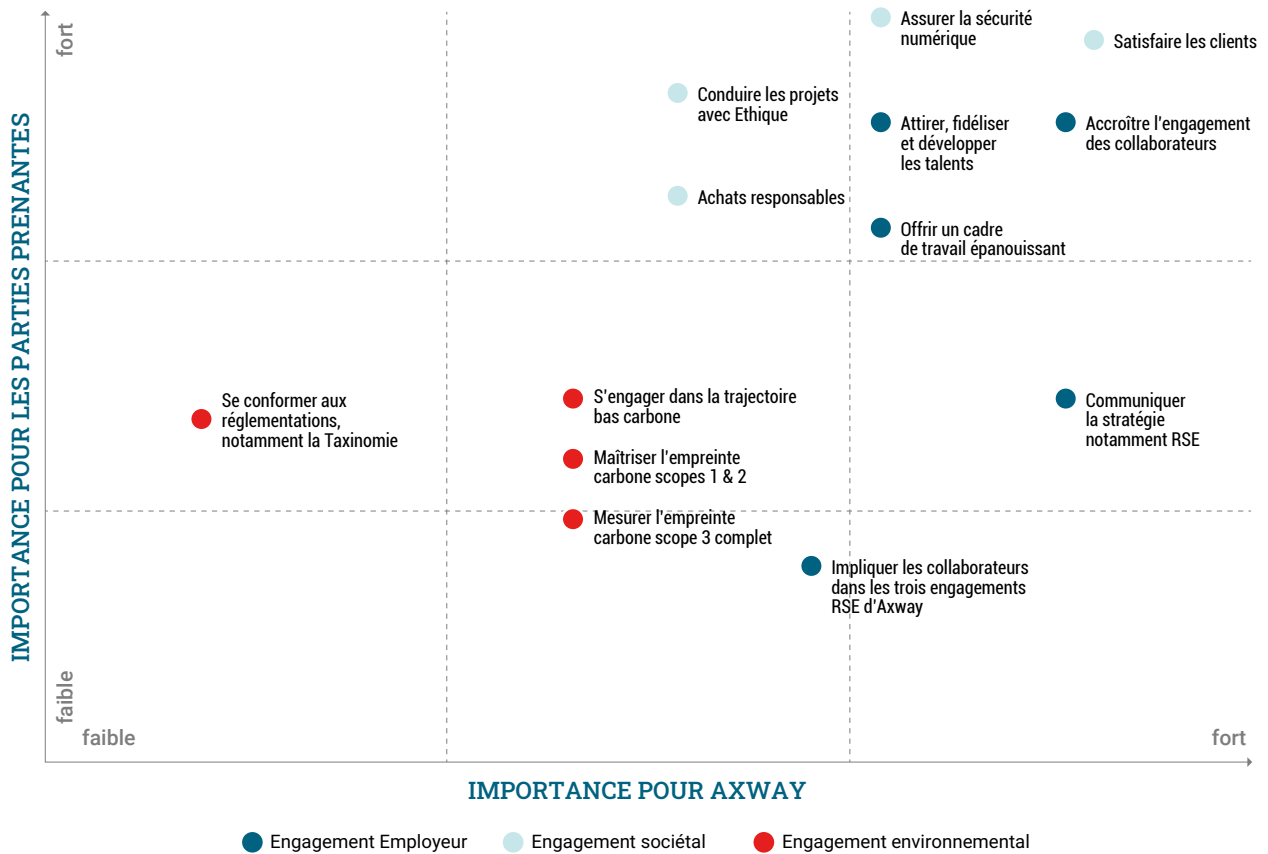 fort
IMPORTANCE POUR LES PARTIES PRENANTES
Assurer la sécurité
numérique
Satisfaire les clients
Conduire les projets
avec Ethique
Attirer, fidéliser
et développer
les talents
Accroître l'engagement
des collaborateurs
Achats responsables
Offrir un cadre
de travail épanouissant
Se conformer aux
réglementations,
notamment la Taxinomie
S'engager dans la trajectoire
bas carbone
Communiquer
la stratégie
notamment RSE
Maîtriser l'empreinte
carbone scopes 1 & 2
Mesurer l'empreinte
carbone scope 3 complet
Impliquer les collaborateurs
dans les trois engagements
RSE d'Axway
faible
faible
fort
IMPORTANCE POUR AXWAY
Engagement Employeur
Engagement sociétal
Engagement environnemental